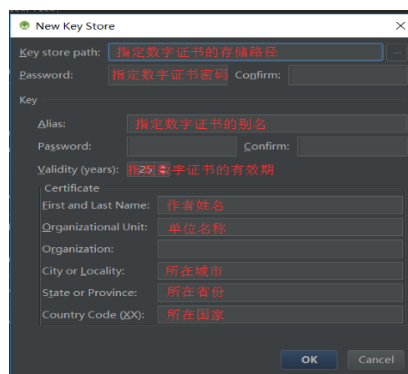 New Key Store
Key store path: 指定数字证书的存储路径 ...
Password: 指定数字证书密码 Confirm:
Key
Alias: 指定数字证书的别名
Password: Confirm:
Validity (years): 25 指定数字证书的有效期
Certificate
First and Last Name: 作者姓名
Organizational Unit: 单位名称
Organization:
City or Locality: 所在城市
State or Province: 所在省份
Country Code (XX): 所在国家
OK Cancel